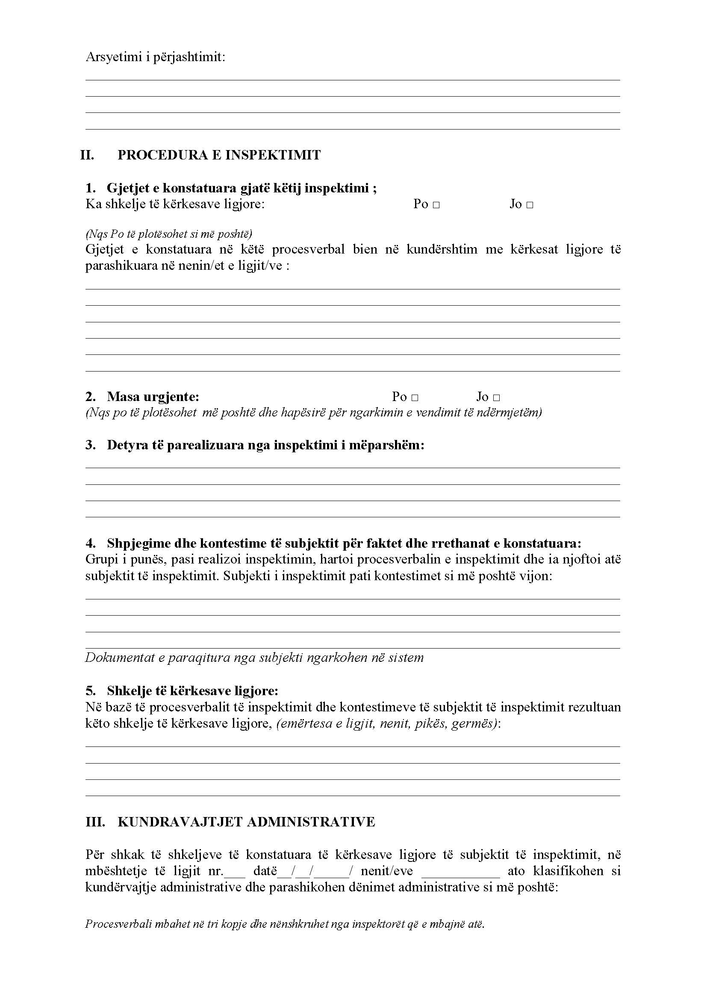 Arsyetimi i përjashtimit:
II. PROCEDURA E INSPEKTIMIT
1. Gjetjet e konstatuara gjatë këtij inspektimi ;
Ka shkelje të kërkesave ligjore: Po □ Jo □
(Nqs Po të plotësohet si më poshtë)
Gjetjet e konstatuara në këtë procesverbal bien në kundërshtim me kërkesat ligjore të
parashikuara në nenin/et e ligjit/ve :
2. Masa urgjente: Po □ Jo □
(Nqs po të plotësohet më poshtë dhe hapësirë për ngarkimin e vendimit të ndërmjetëm)
3. Detyra të parealizuara nga inspektimi i mëparshëm:
4. Shpjegime dhe kontestime të subjektit për faktet dhe rrethanat e konstatuara:
Grupi i punës, pasi realizoi inspektimin, hartoi procesverbalin e inspektimit dhe ia njoftoi atë
subjektit të inspektimit. Subjekti i inspektimit pati kontestimet si më poshtë vijon:
Dokumentat e paraqitura nga subjekti ngarkohen në sistem
5. Shkelje të kërkesave ligjore:
Në bazë të procesverbalit të inspektimit dhe kontestimeve të subjektit të inspektimit rezultuan
këto shkelje të kërkesave ligjore, (emërtesa e ligjit, nenit, pikës, germës):
III. KUNDRAVAJTJET ADMINISTRATIVE
Për shkak të shkeljeve të konstatuara të kërkesave ligjore të subjektit të inspektimit, në
mbështetje të ligjit nr.___ datë__/__/_____/ nenit/eve ___________ ato klasifikohen si
kundërvajtje administrative dhe parashikohen dënimet administrative si më poshtë:
Procesverbali mbahet në tri kopje dhe nënshkruhet nga inspektorët që e mbajnë atë.